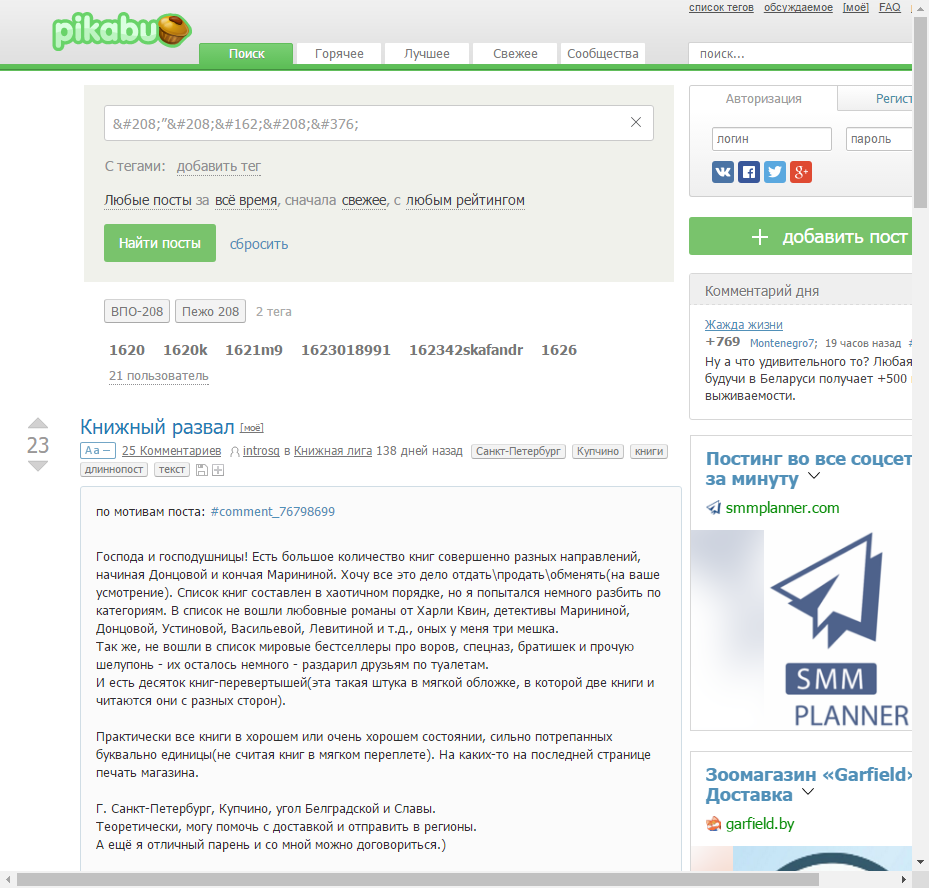 список тегов обсуждаемое [моё] FAQ
pikabu
Поиск Горячее Лучшее Свежее Сообщества поиск...
&#208;”&#208;&#162;&#208;&#376;
С тегами: добавить тег
Любые посты за всё время, сначала свежее, с любым рейтингом
Найти посты сбросить
ВПО-208 Пежо 208 2 тега
1620 1620k 1621m9 1623018991 162342skafandr 1626
21 пользователь
23
Книжный развал [моё]
Aa – 25 Комментариев introsq в Книжная лига 138 дней назад Санкт-Петербург Купчино книги
длиннопост текст
по мотивам поста: #comment_76798699
Господа и господушницы! Есть большое количество книг совершенно разных направлений,
начиная Донцовой и кончая Марининой. Хочу все это дело отдать\продать\обменять(на ваше
усмотрение). Список книг составлен в хаотичном порядке, но я попытался немного разбить по
категориям. В список не вошли любовные романы от Харли Квин, детективы Марининой,
Донцовой, Устиновой, Васильевой, Левитиной и т.д., оных у меня три мешка.
Так же, не вошли в список мировые бестселлеры про воров, спецназ, братишек и прочую
шелупонь - их осталось немного - раздарил друзьям по туалетам.
И есть десяток книг-перевертышей(эта такая штука в мягкой обложке, в которой две книги и
читаются они с разных сторон).
Практически все книги в хорошем или очень хорошем состоянии, сильно потрепанных
буквально единицы(не считая книг в мягком переплете). На каких-то на последней странице
печать магазина.
Г. Санкт-Петербург, Купчино, угол Белградской и Славы.
Теоретически, могу помочь с доставкой и отправить в регионы.
А ещё я отличный парень и со мной можно договориться.)
Авторизация Регист
логин пароль
g+
+ добавить пост
Комментарий дня
Жажда жизни
+769 Montenegro7; 19 часов назад #
Ну а что удивительного то? Любая
будучи в Беларуси получает +500
выживаемости.
Постинг во все соцсет
за минуту
smmplanner.com
SMM
PLANNER
Зоомагазин «Garfield»
Доставка
garfield.by